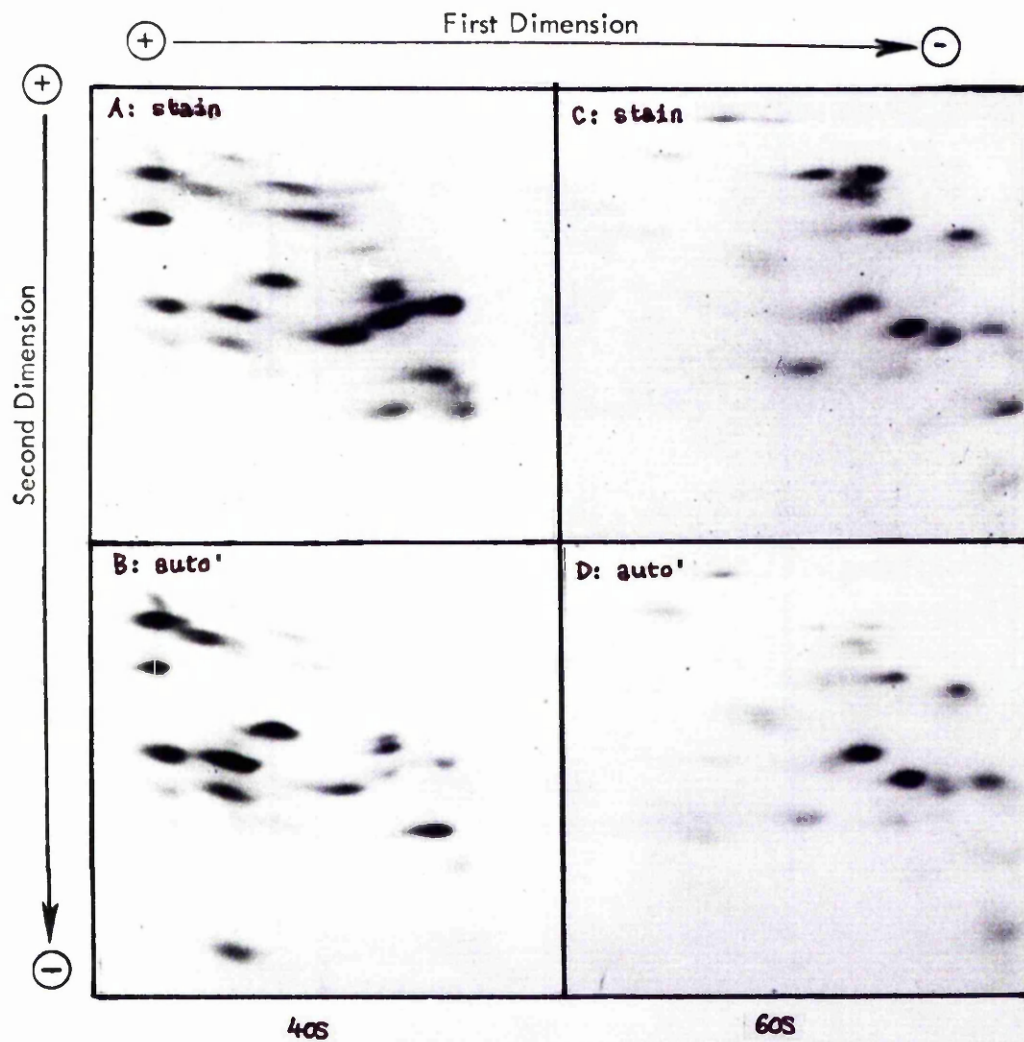 First Dimension
+
-
+
Second Dimension
-
A: stain
C: stain
B: auto'
D: auto'
40S
60S